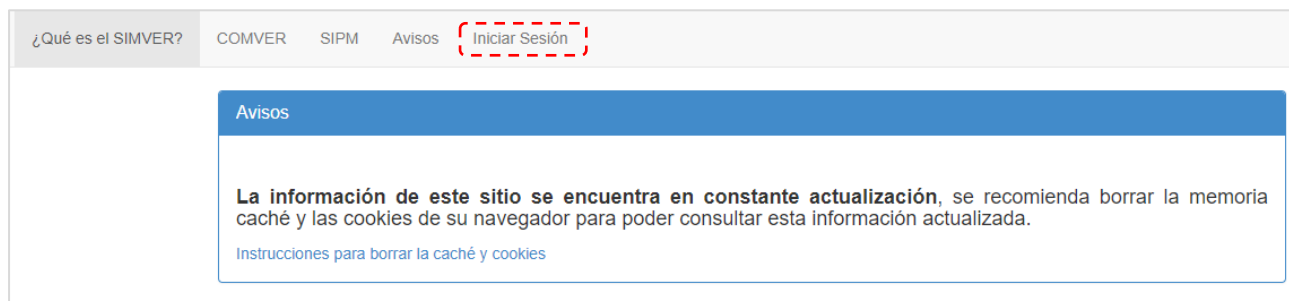 ¿Qué es el SIMVER? COMVER SIPM Avisos Iniciar Sesión
Avisos
La información de este sitio se encuentra en constante actualización, se recomienda borrar la memoria
caché y las cookies de su navegador para poder consultar esta información actualizada.
Instrucciones para borrar la caché y cookies